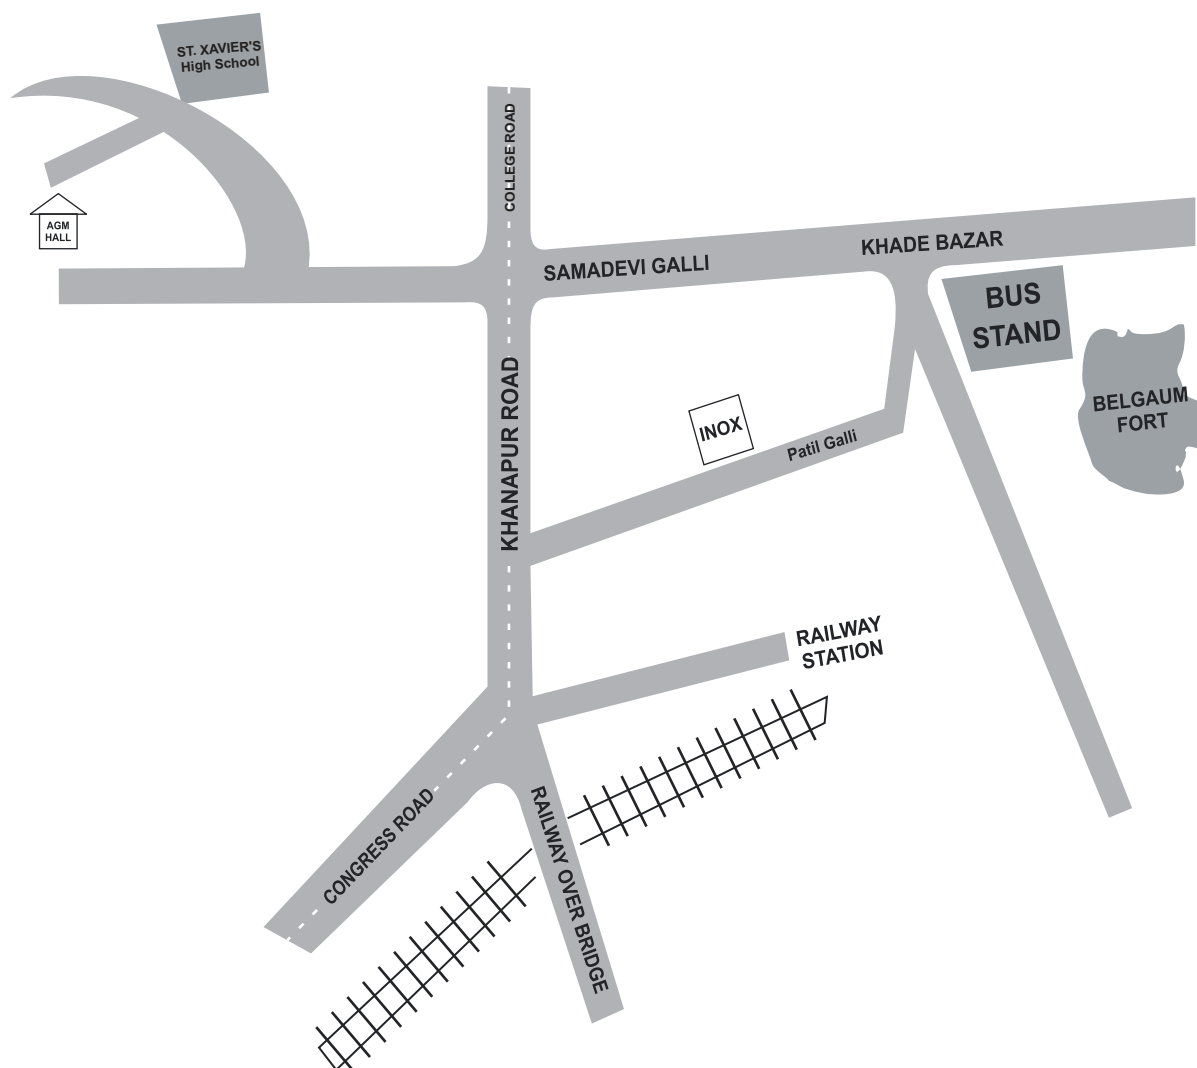 ST. XAVIER'S
High School
COLLEGE ROAD
AGM
HALL
SAMADEVI GALLI
KHADE BAZAR
BUS
STAND
KHANAPUR ROAD
BELGAUM
FORT
INOX
Patil Galli
RAILWAY
STATION
CONGRESS ROAD
RAILWAY OVER BRIDGE